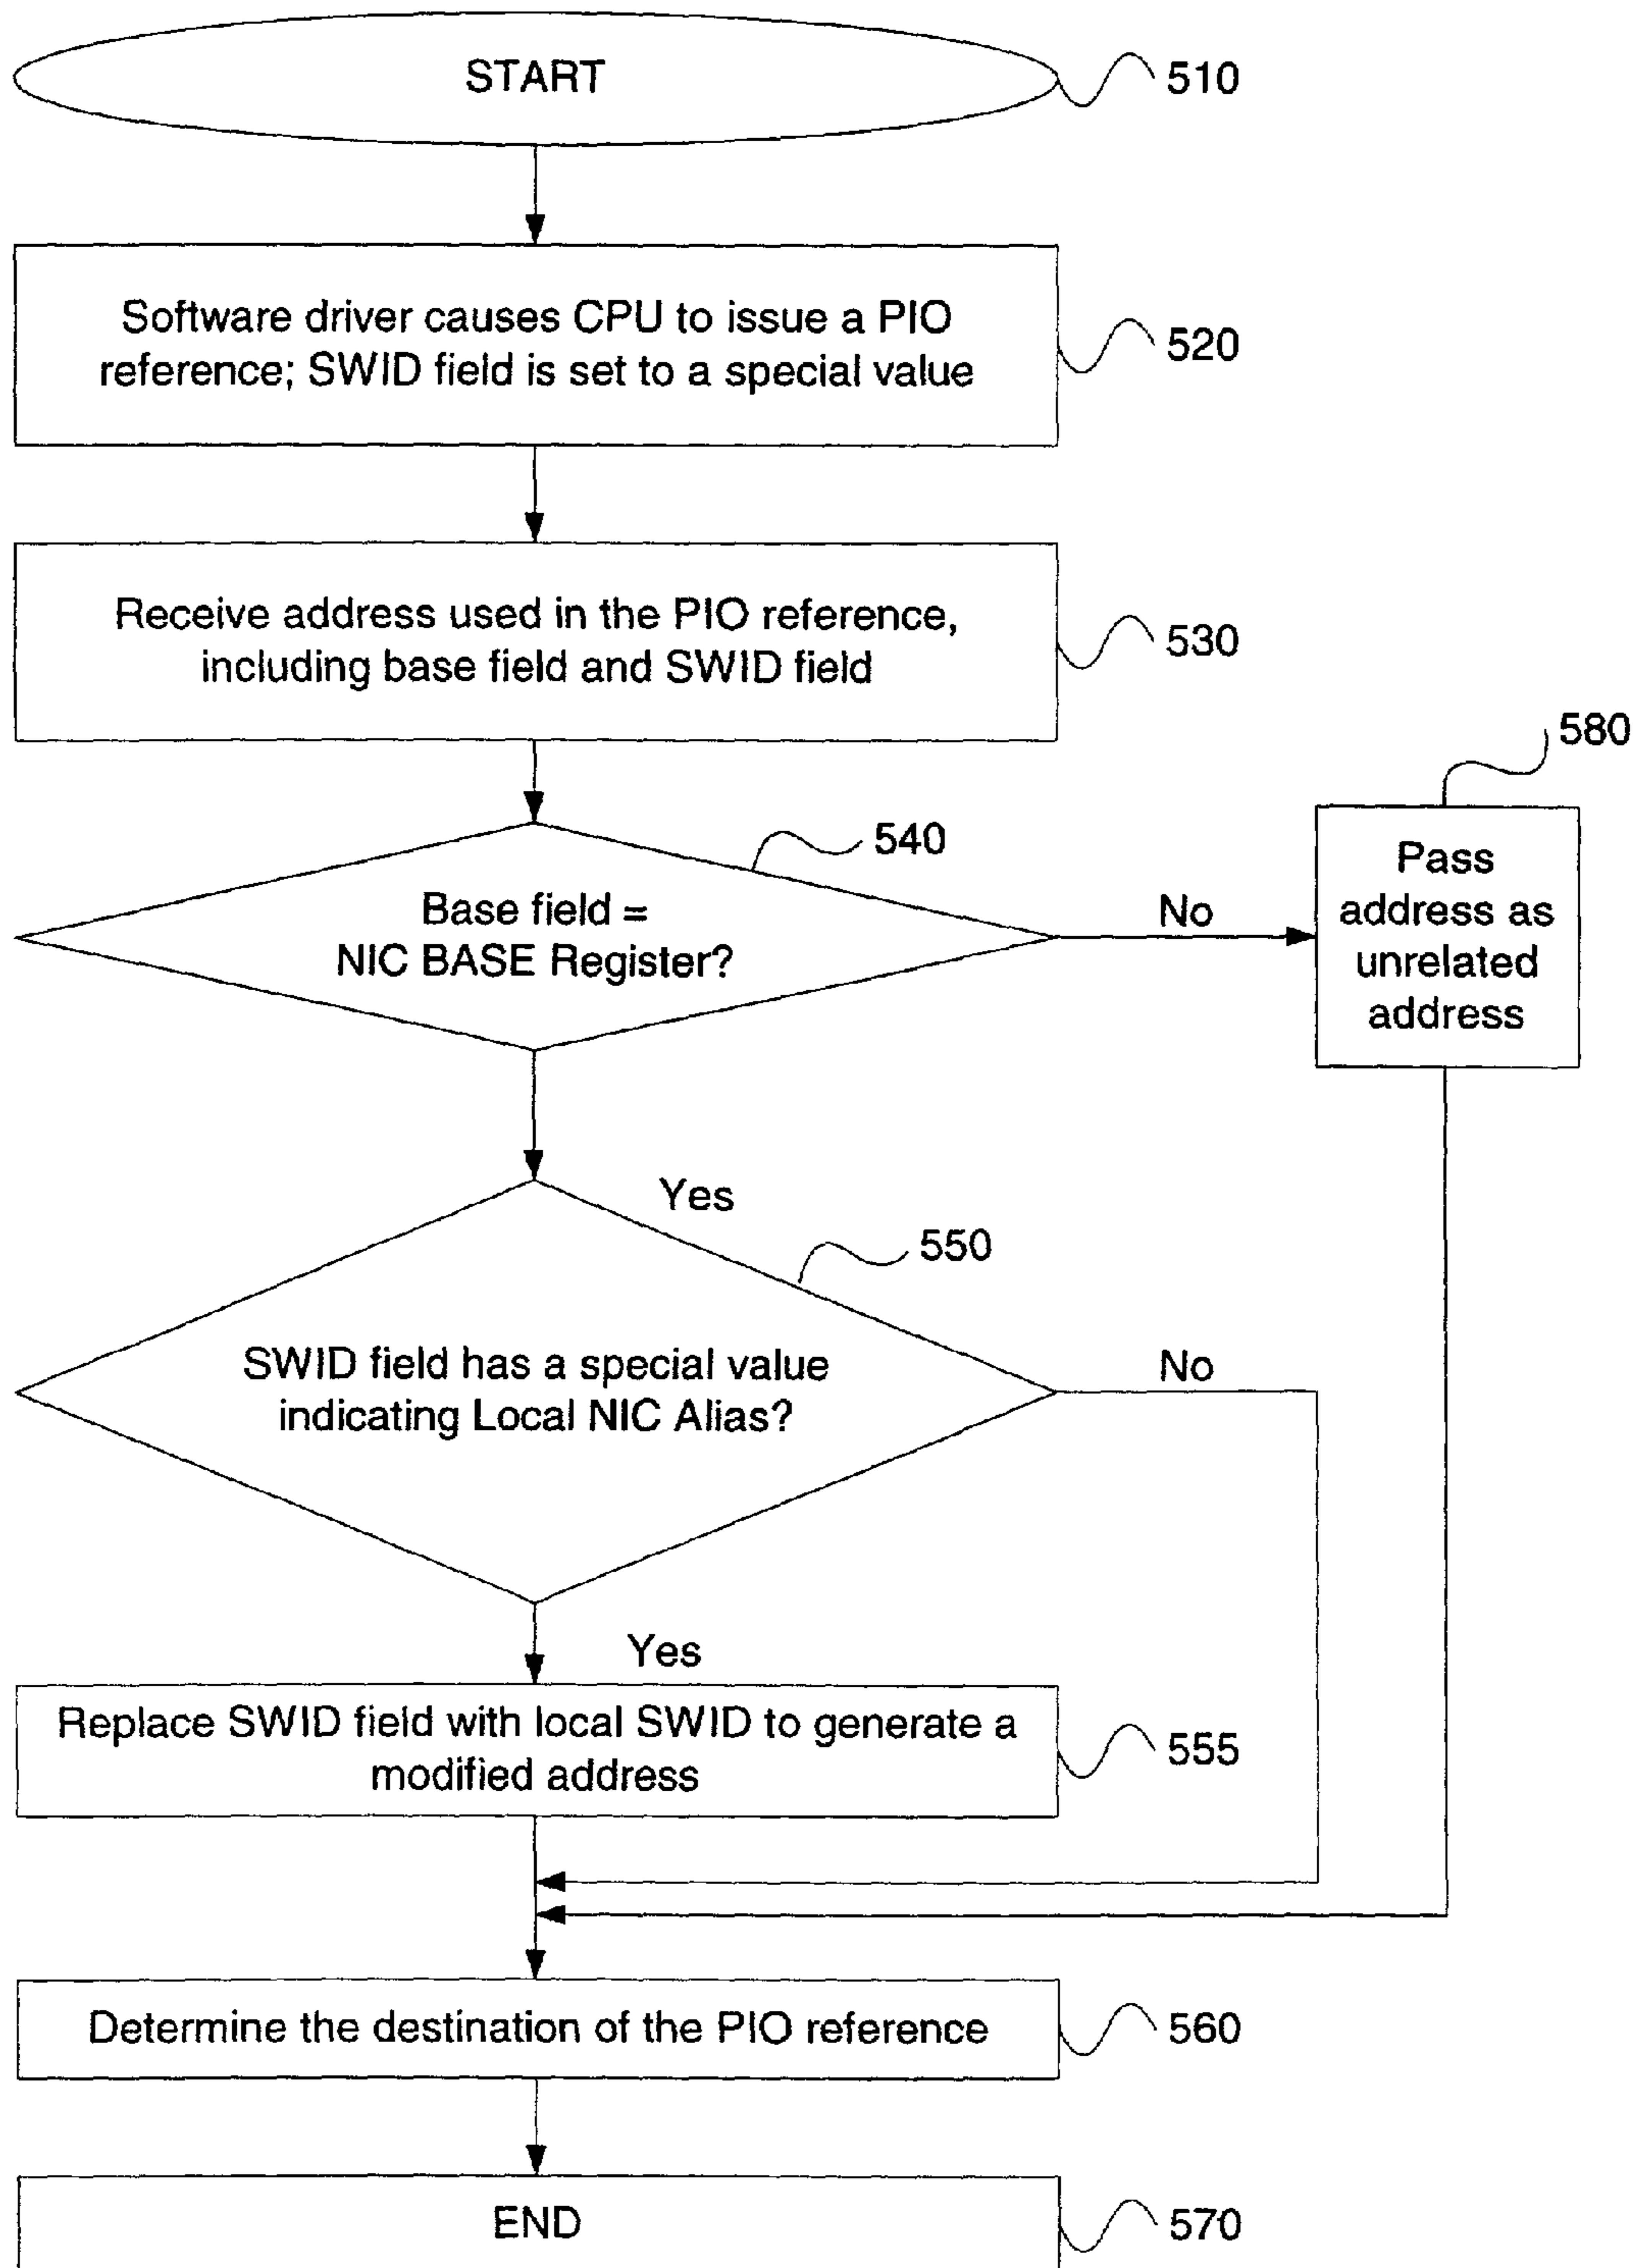 START
510
Software driver causes CPU to issue a PIO
reference; SWID field is set to a special value
520
Receive address used in the PIO reference,
including base field and SWID field
530
540
Base field =
NIC BASE Register?
No
580
Pass
address as
unrelated
address
Yes
550
SWID field has a special value
indicating Local NIC Alias?
No
Yes
Replace SWID field with local SWID to generate a
modified address
555
Determine the destination of the PIO reference
560
END
570